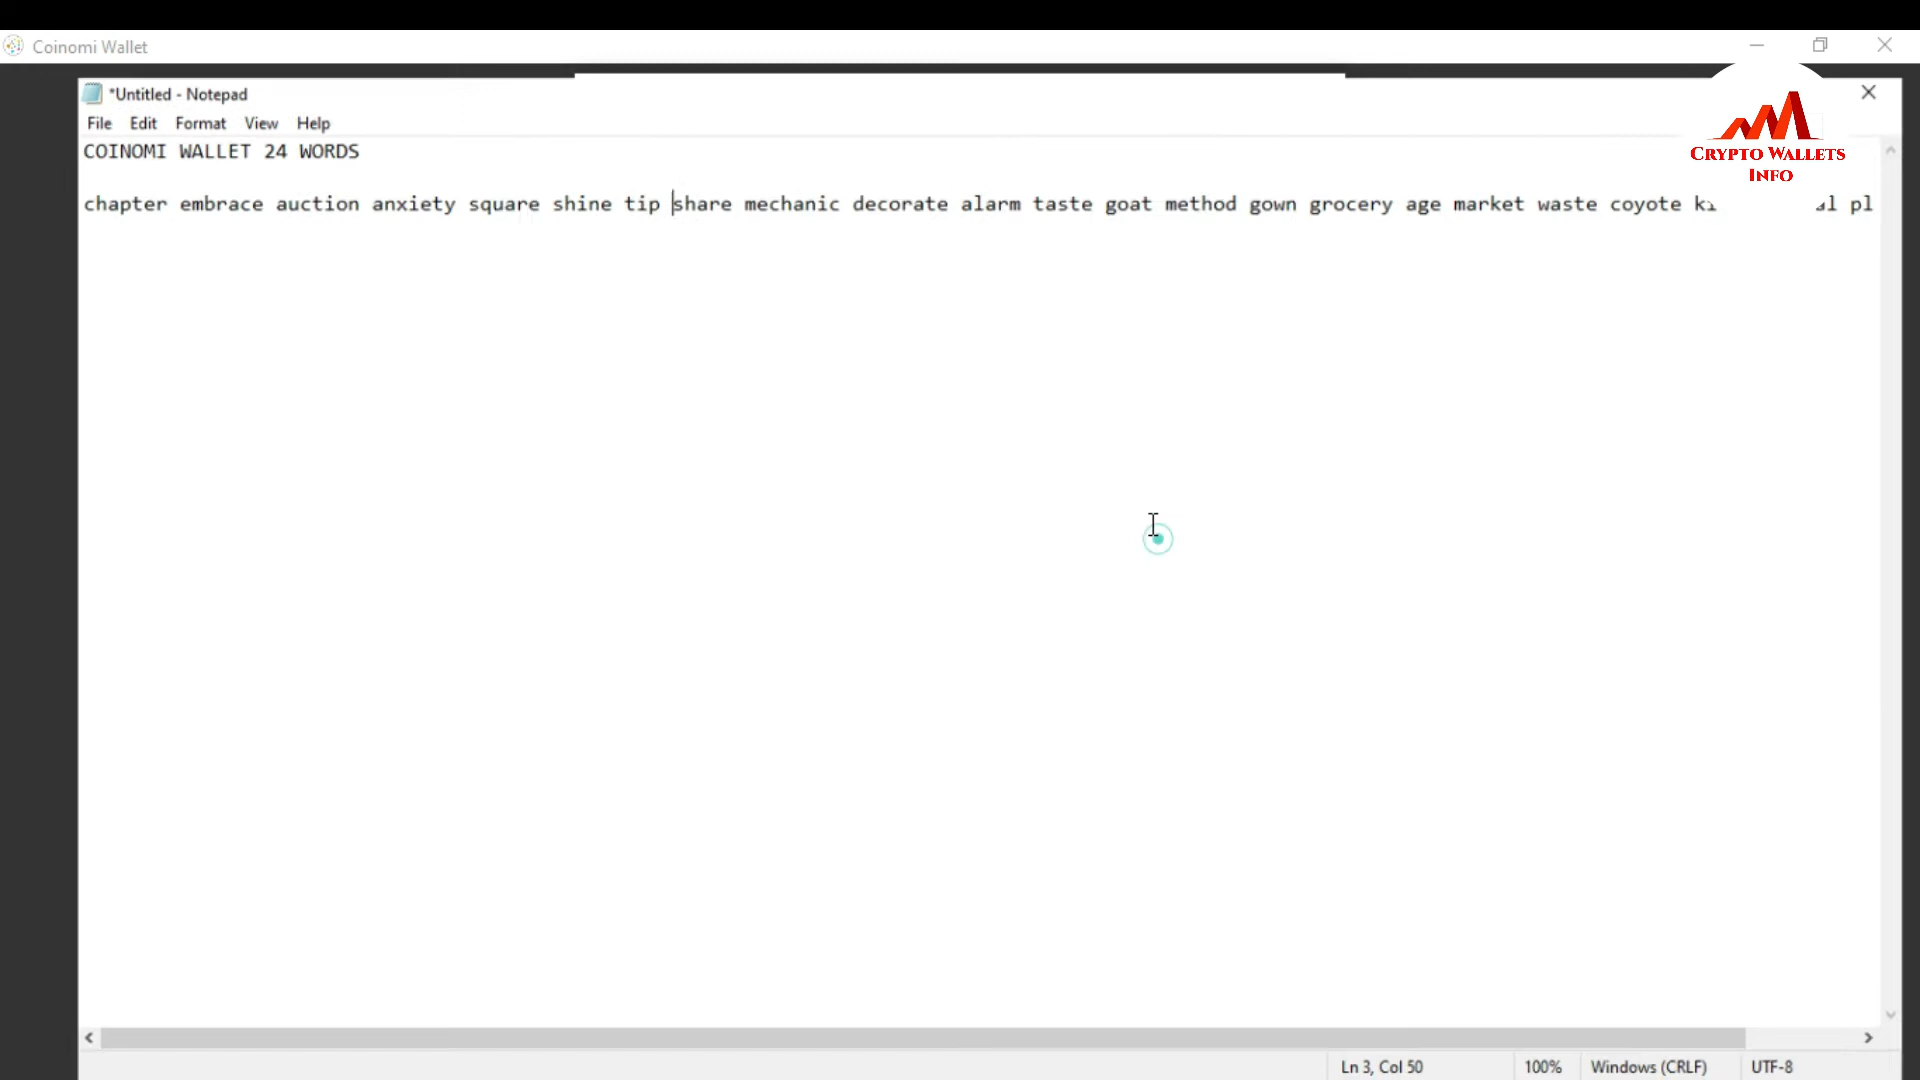 Coinomi Wallet
*Untitled - Notepad
File Edit Format View Help
COINOMI WALLET 24 WORDS
chapter embrace auction anxiety square shine tip share mechanic decorate alarm taste goat method gown grocery age market waste coyote
CRYPTO WALLETS
INFO
Ln 3, Col 50 100% Windows (CRLF) UTF-8